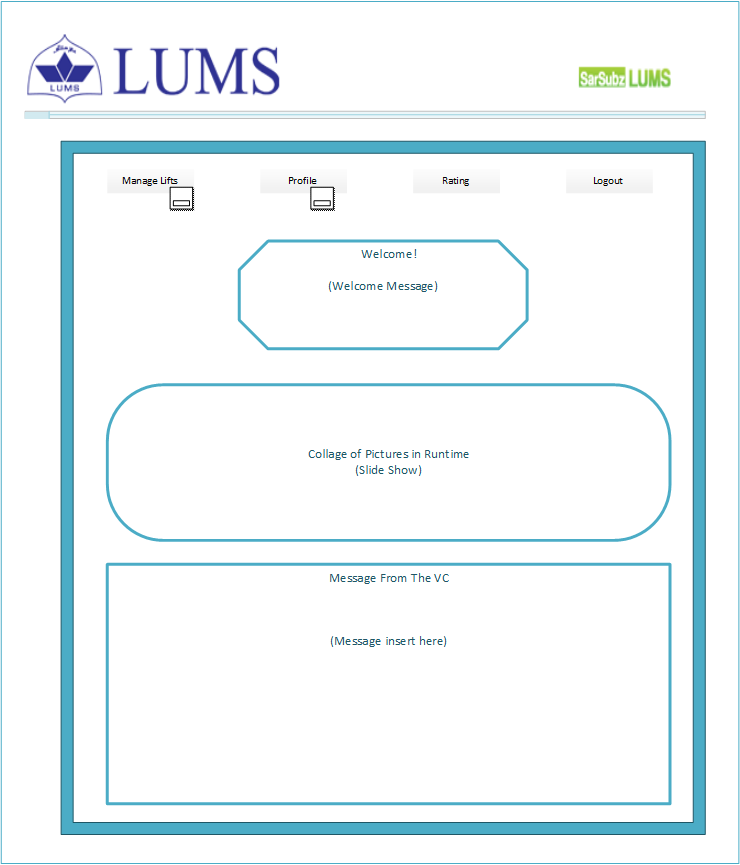 LUMS
LUMS
SarSubz LUMS
Manage Lifts
Profile
Rating
Logout
Welcome!
(Welcome Message)
Collage of Pictures in Runtime
(Slide Show)
Message From The VC
(Message insert here)